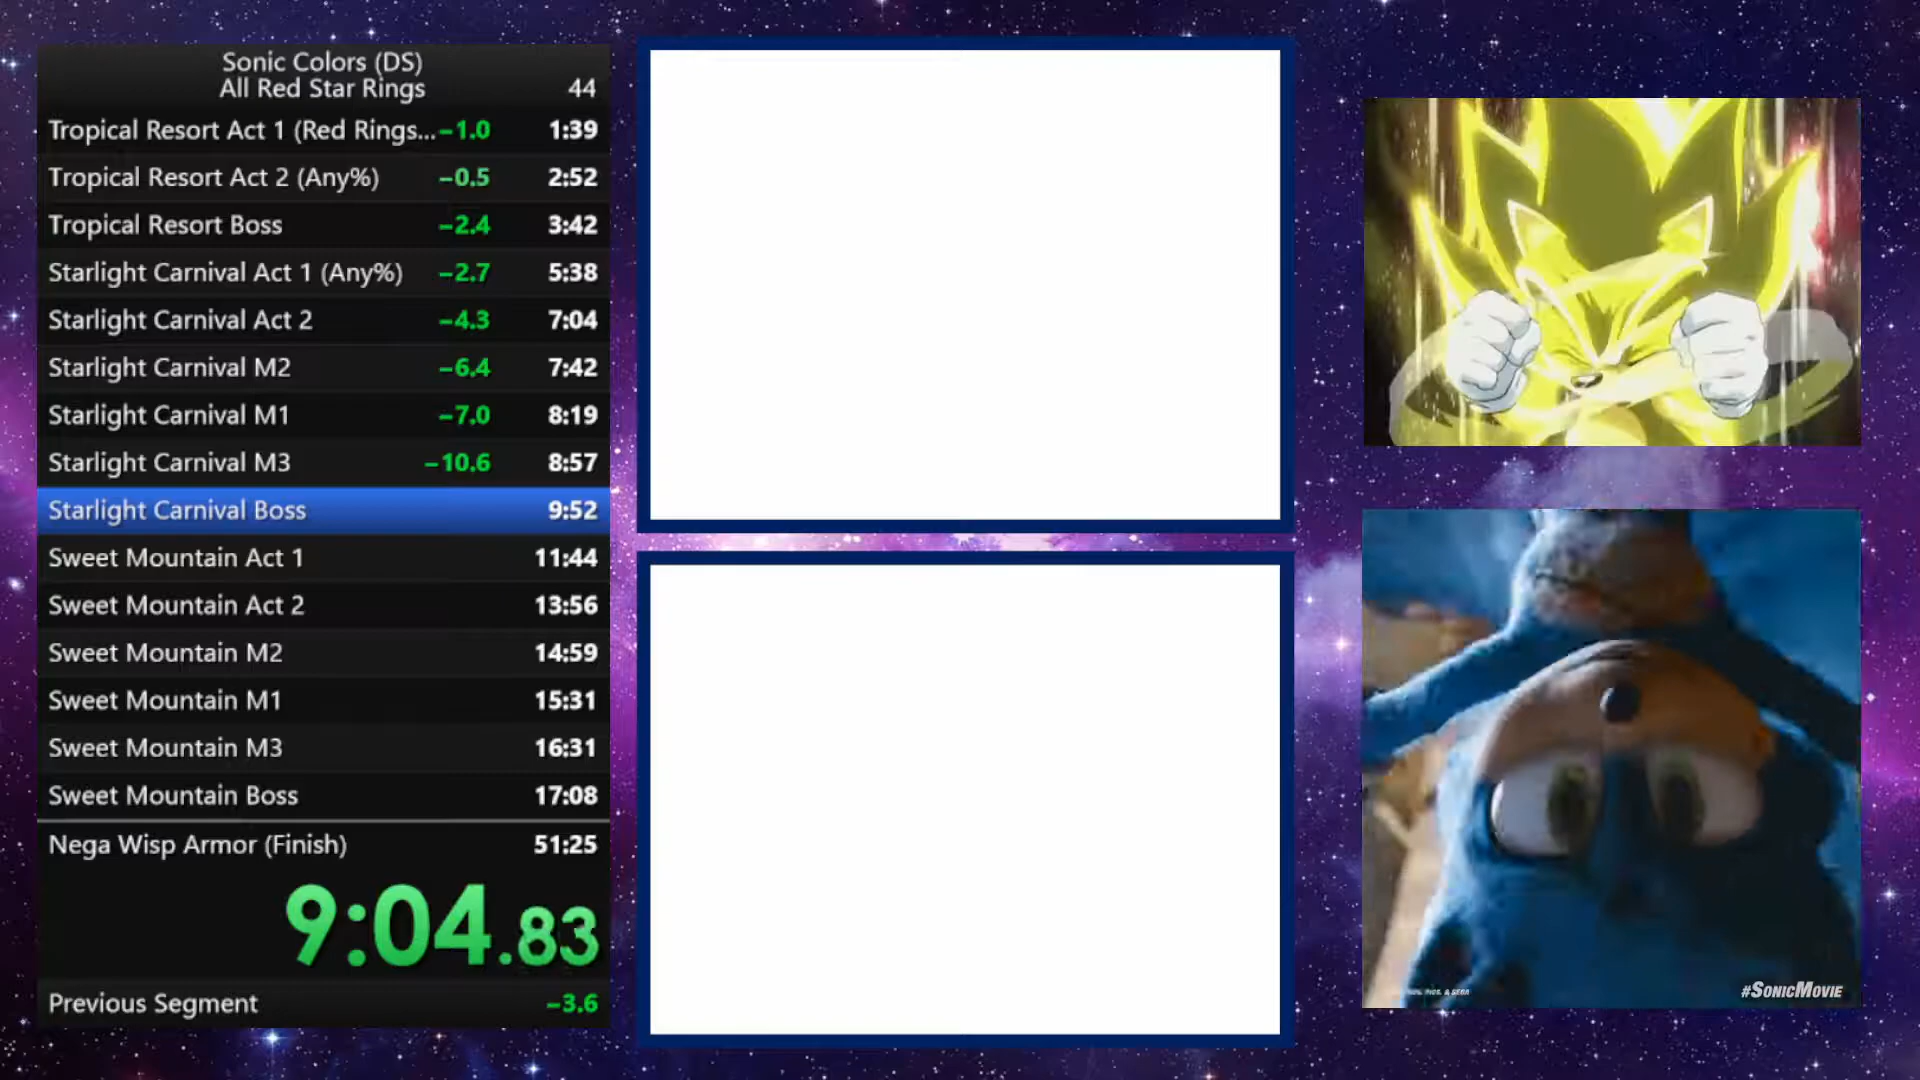 Sonic Colors (DS)
All Red Star Rings 44
Tropical Resort Act 1 (Red Rings... -1.0 1:39
Tropical Resort Act 2 (Any%) -0.5 2:52
Tropical Resort Boss -2.4 3:42
Starlight Carnival Act 1 (Any%) -2.7 5:38
Starlight Carnival Act 2 -4.3 7:04
Starlight Carnival M2 -6.4 7:42
Starlight Carnival M1 -7.0 8:19
Starlight Carnival M3 -10.6 8:57
Starlight Carnival Boss 9:52
Sweet Mountain Act 1 11:44
Sweet Mountain Act 2 13:56
Sweet Mountain M2 14:59
Sweet Mountain M1 15:31
Sweet Mountain M3 16:31
Sweet Mountain Boss 17:08
Nega Wisp Armor (Finish) 51:25
9:04.83
Previous Segment -3.6
#SONICMOVIE